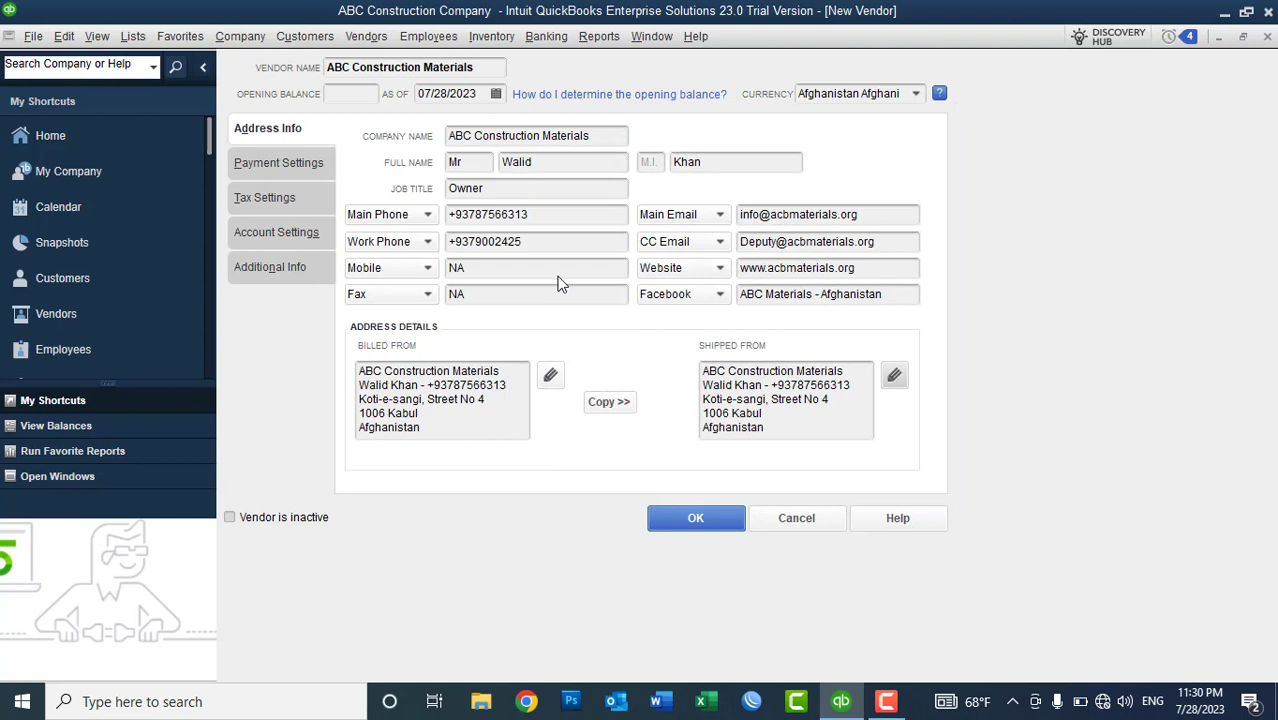 ABC Construction Company - Intuit QuickBooks Enterprise Solutions 23.0 Trial Version - [New Vendor]
File Edit View Lists Favorites Company Customers Vendors Employees Inventory Banking Reports Window Help
DISCOVERY HUB 4
Search Company or Help
My Shortcuts
Home
My Company
Calendar
Snapshots
Customers
Vendors
Employees
My Shortcuts
View Balances
Run Favorite Reports
Open Windows
VENDOR NAME ABC Construction Materials
OPENING BALANCE AS OF 07/28/2023 How do I determine the opening balance? CURRENCY Afghanistan Afghani ?
Address Info
Payment Settings
Tax Settings
Account Settings
Additional Info
COMPANY NAME ABC Construction Materials
FULL NAME Mr Walid M.I. Khan
JOB TITLE Owner
Main Phone +93787566313 Main Email info@acbmaterials.org
Work Phone +9379002425 CC Email Deputy@acbmaterials.org
Mobile NA Website www.acbmaterials.org
Fax NA Facebook ABC Materials - Afghanistan
ADDRESS DETAILS
BILLED FROM
ABC Construction Materials
Walid Khan - +93787566313
Koti-e-sangi, Street No 4
1006 Kabul
Afghanistan
Copy >>
SHIPPED FROM
ABC Construction Materials
Walid Khan - +93787566313
Koti-e-sangi, Street No 4
1006 Kabul
Afghanistan
Vendor is inactive
OK Cancel Help
Type here to search
68°F ENG
11:30 PM
7/28/2023
2